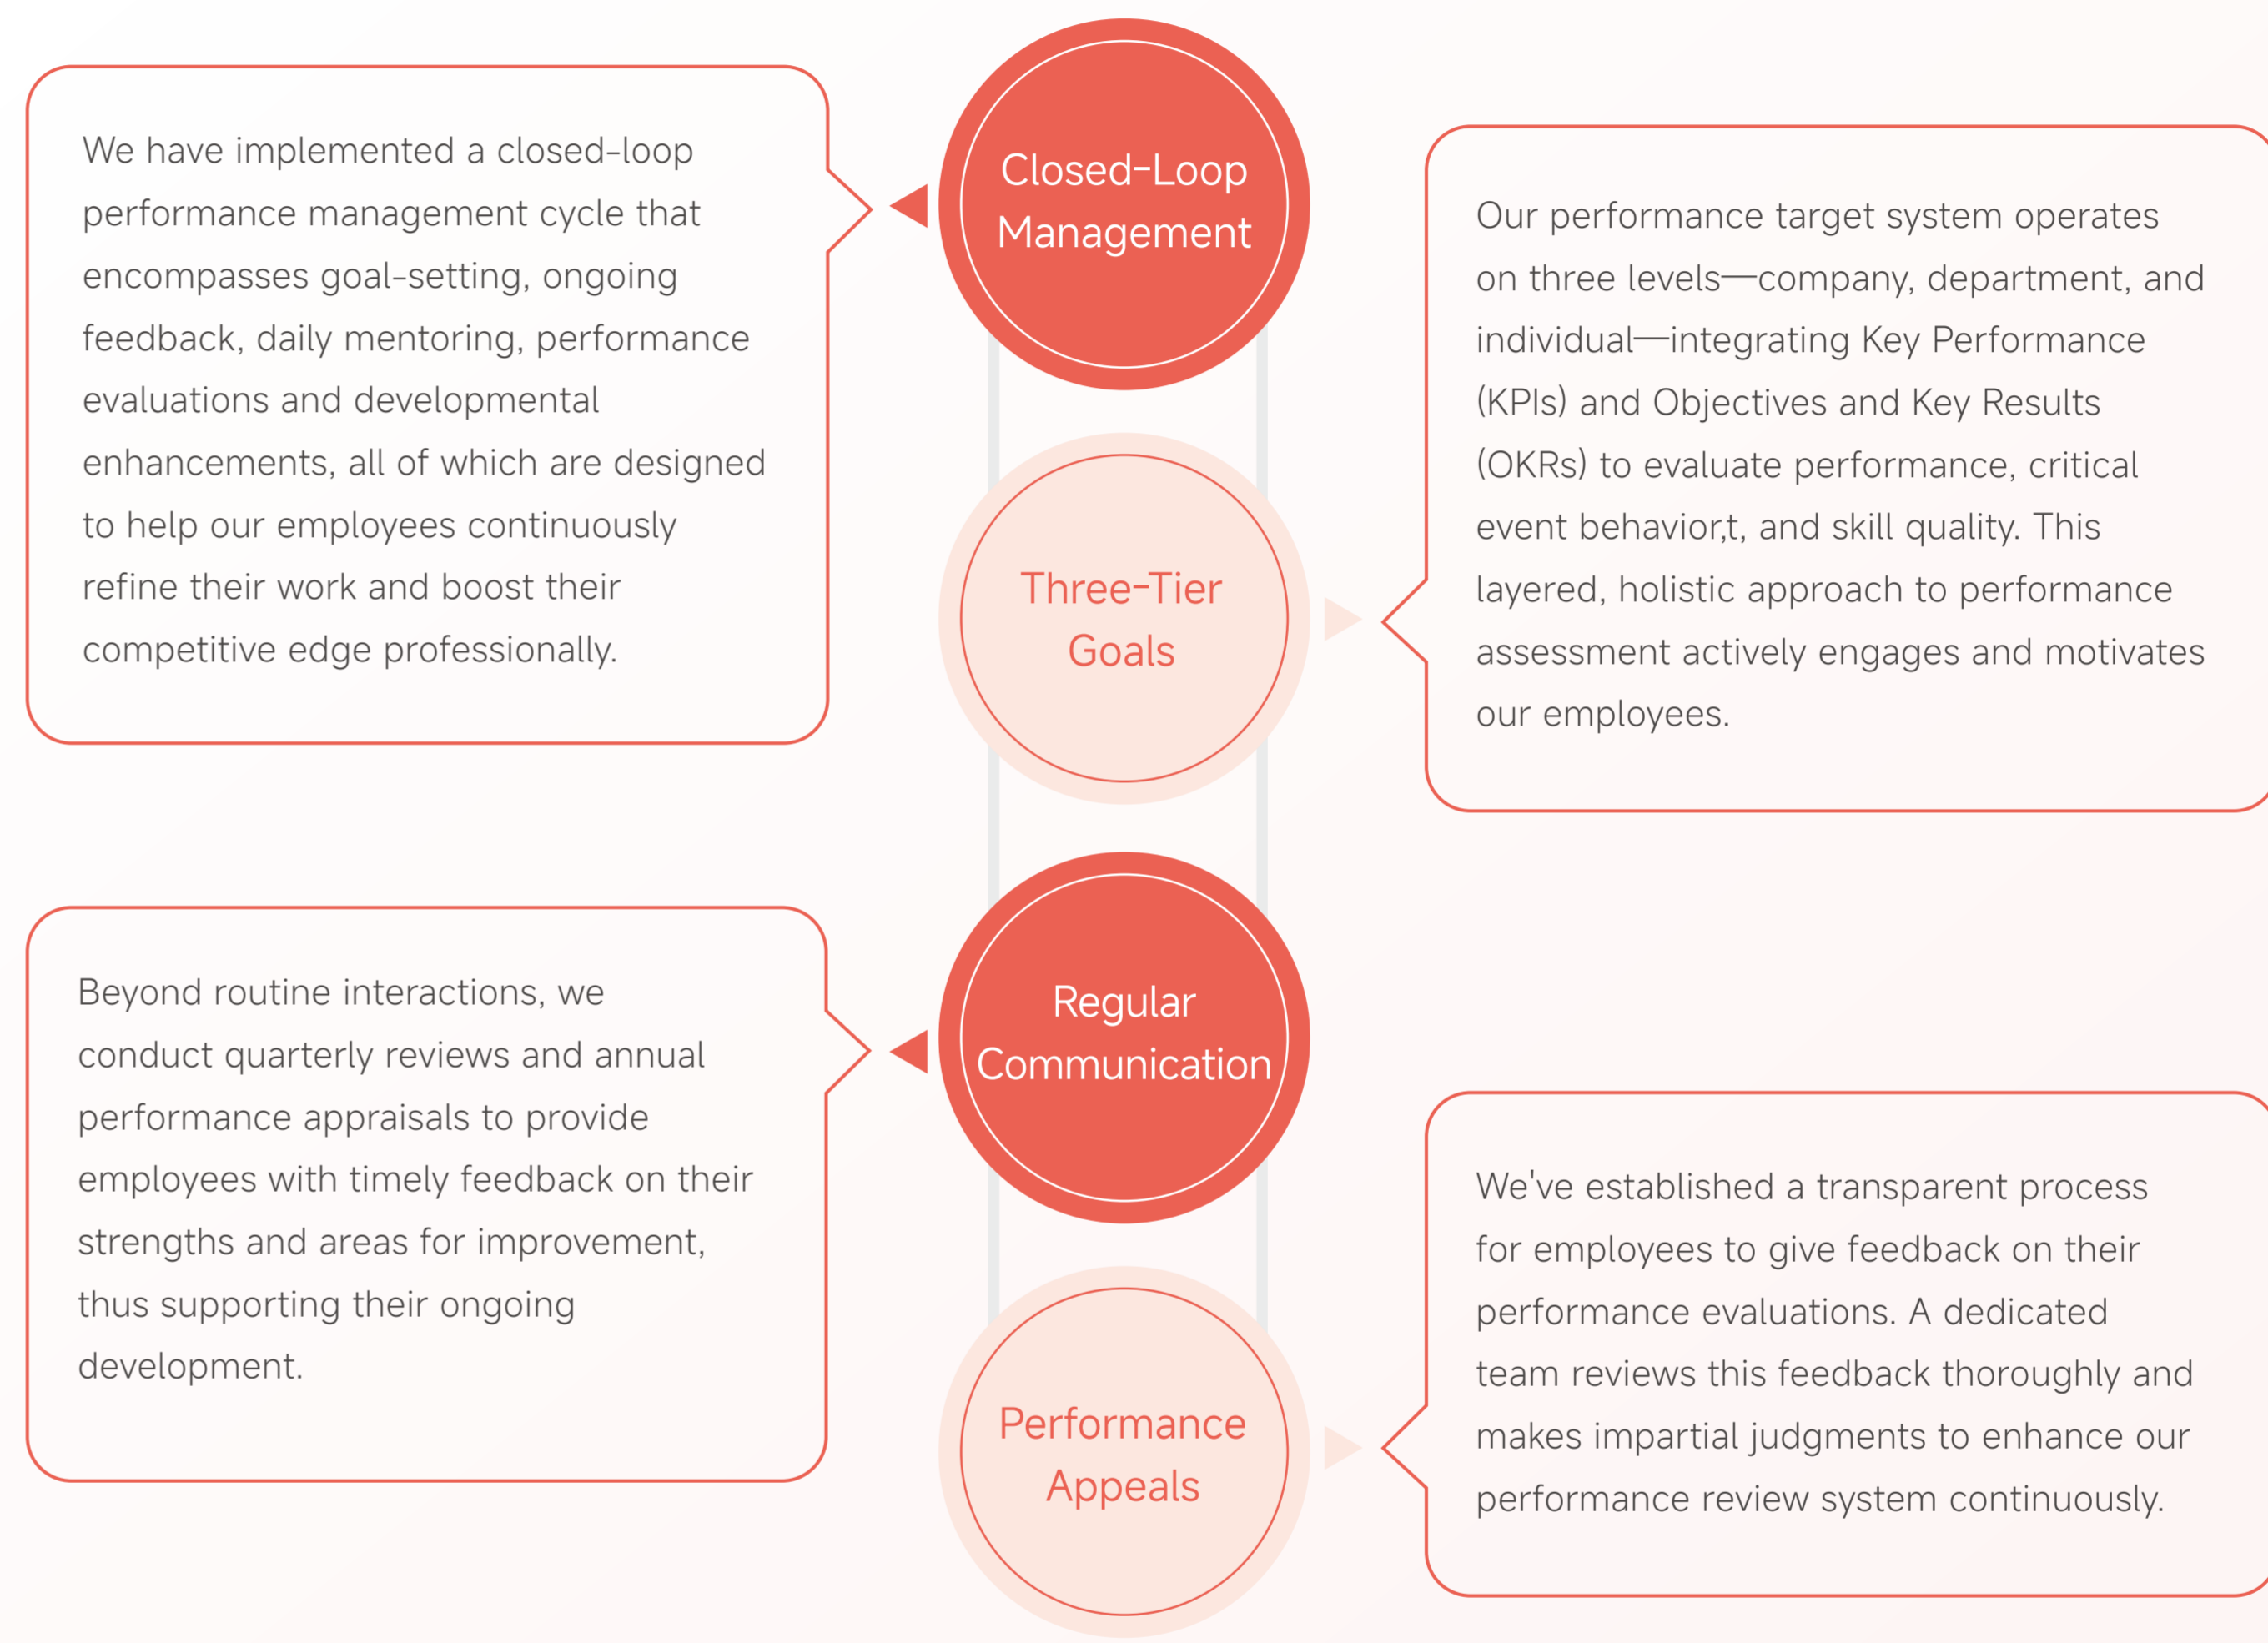 Closed-Loop
Management
We have implemented a closed-loop
performance management cycle that
encompasses goal-setting, ongoing
feedback, daily mentoring, performance
evaluations and developmental
enhancements, all of which are designed
to help our employees continuously
refine their work and boost their
competitive edge professionally.
Three-Tier
Goals
Our performance target system operates
on three levels—company, department, and
individual—integrating Key Performance
(KPIs) and Objectives and Key Results
(OKRs) to evaluate performance, critical
event behavior,t, and skill quality. This
layered, holistic approach to performance
assessment actively engages and motivates
our employees.
Regular
Communication
Beyond routine interactions, we
conduct quarterly reviews and annual
performance appraisals to provide
employees with timely feedback on their
strengths and areas for improvement,
thus supporting their ongoing
development.
Performance
Appeals
We've established a transparent process
for employees to give feedback on their
performance evaluations. A dedicated
team reviews this feedback thoroughly and
makes impartial judgments to enhance our
performance review system continuously.